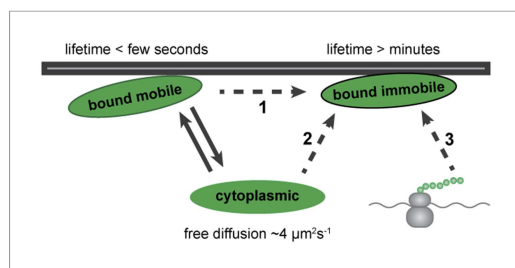 lifetime < few seconds
lifetime > minutes
bound mobile
bound immobile
1
2
3
cytoplasmic
free diffusion ~4 µm²s⁻¹